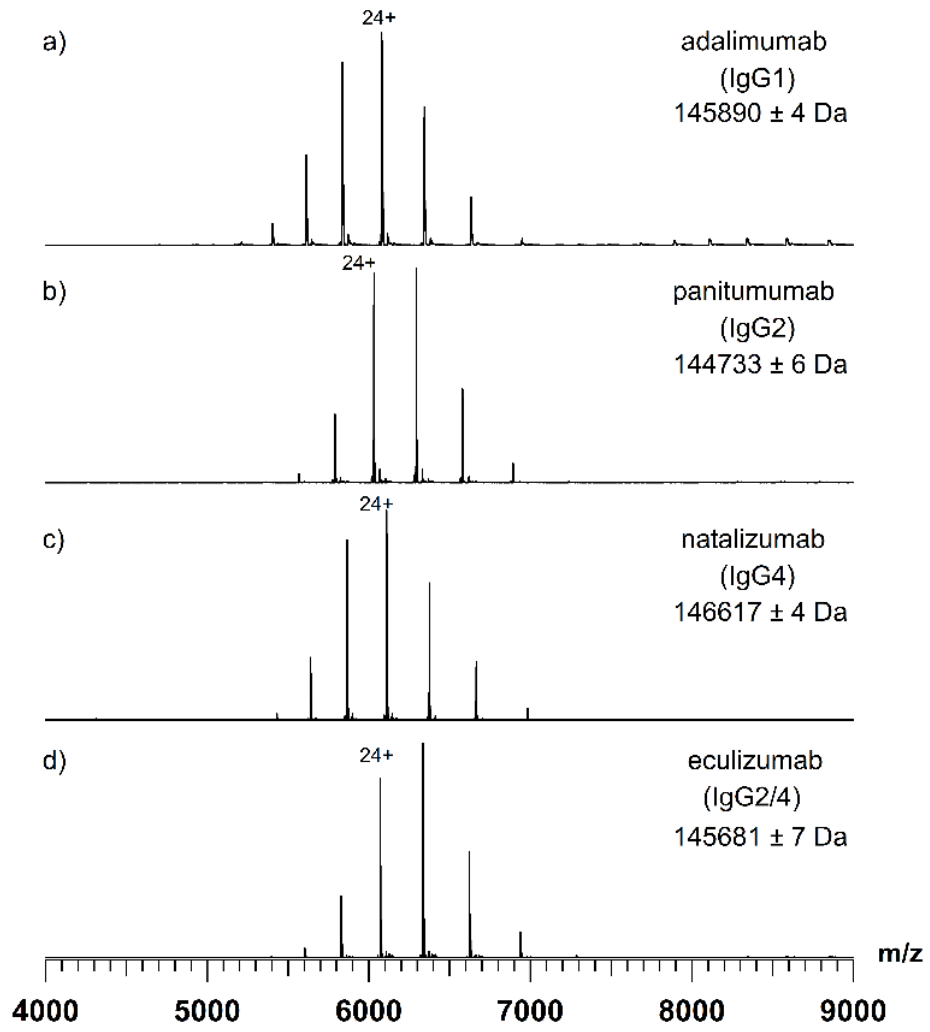 24+
a)
adalimumab
(IgG1)
145890 ± 4 Da
24+
b)
panitumumab
(IgG2)
144733 ± 6 Da
24+
c)
natalizumab
(IgG4)
146617 ± 4 Da
24+
d)
eculizumab
(IgG2/4)
145681 ± 7 Da
m/z
4000 5000 6000 7000 8000 9000